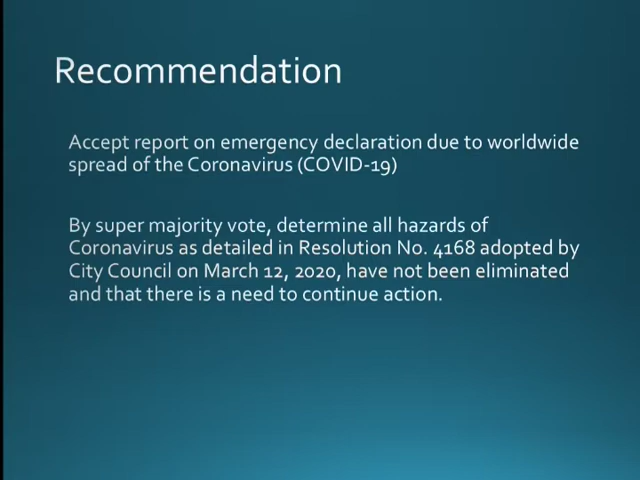 Recommendation
Accept report on emergency declaration due to worldwide
spread of the Coronavirus (COVID-19)
By super majority vote, determine all hazards of
Coronavirus as detailed in Resolution No. 4168 adopted by
City Council on March 12, 2020, have not been eliminated
and that there is a need to continue action.